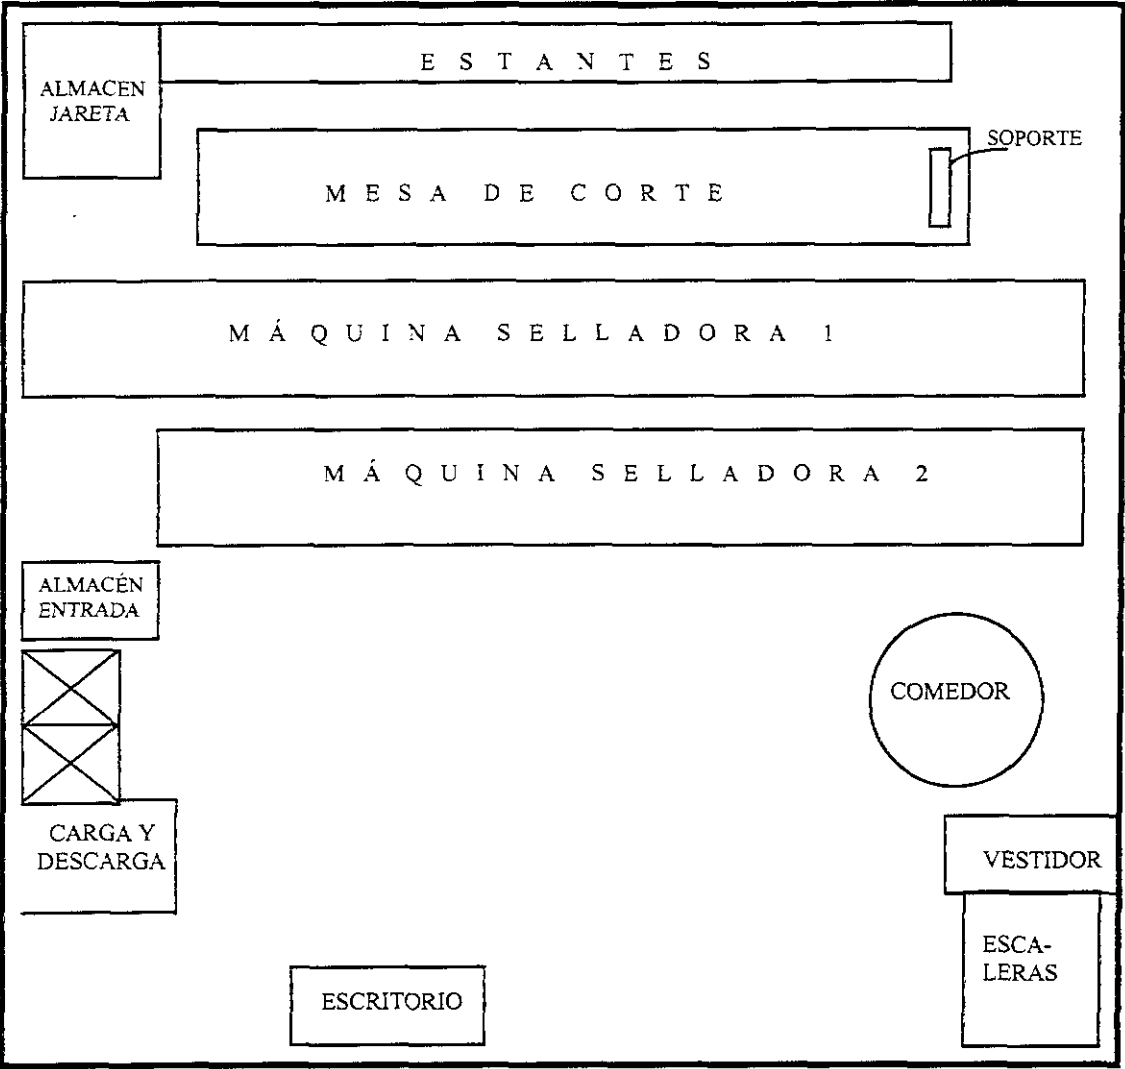 ESTANTES
ALMACEN
JARETA
SOPORTE
MESA DE CORTE
MÁQUINA SELLADORA 1
MÁQUINA SELLADORA 2
ALMACÉN
ENTRADA
COMEDOR
CARGA Y
DESCARGA
VESTIDOR
ESCA-
LERAS
ESCRITORIO